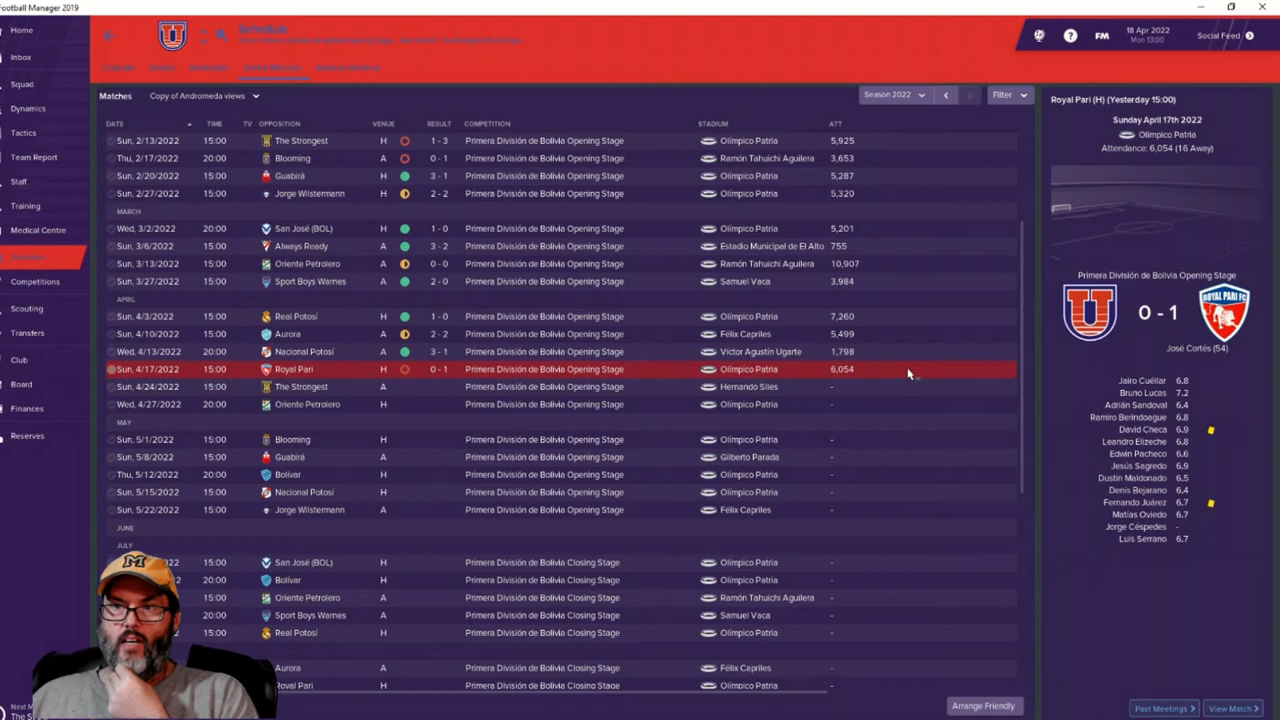 Football Manager 2019
Home
Inbox
Squad
Dynamics
Tactics
Team Report
Staff
Training
Medical Centre
Schedule
Competitions
Scouting
Transfers
Club
Board
Finances
Reserves
Schedule
18 Apr 2022
Mon 13:00
FM
Social Feed
Matches Copy of Andromeda views Season 2022 Filter
DATE TIME TV OPPOSITION VENUE RESULT COMPETITION STADIUM ATT
Sun, 2/13/2022 15:00 The Strongest H 1 - 3 Primera División de Bolivia Opening Stage Olímpico Patria 5,925
Thu, 2/17/2022 20:00 Blooming A 0 - 1 Primera División de Bolivia Opening Stage Ramón Tahuichi Aguilera 3,653
Sun, 2/20/2022 15:00 Guabirá H 3 - 1 Primera División de Bolivia Opening Stage Olímpico Patria 5,287
Sun, 2/27/2022 15:00 Jorge Wilstermann H 2 - 2 Primera División de Bolivia Opening Stage Olímpico Patria 5,320
MARCH
Wed, 3/2/2022 20:00 San José (BOL) H 1 - 0 Primera División de Bolivia Opening Stage Olímpico Patria 5,201
Sun, 3/6/2022 15:00 Always Ready A 3 - 2 Primera División de Bolivia Opening Stage Estadio Municipal de El Alto 755
Sun, 3/13/2022 15:00 Oriente Petrolero A 0 - 0 Primera División de Bolivia Opening Stage Ramón Tahuichi Aguilera 10,907
Sun, 3/27/2022 15:00 Sport Boys Warnes A 2 - 0 Primera División de Bolivia Opening Stage Samuel Vaca 3,984
APRIL
Sun, 4/3/2022 15:00 Real Potosí H 1 - 0 Primera División de Bolivia Opening Stage Olímpico Patria 7,260
Sun, 4/10/2022 15:00 Aurora A 2 - 2 Primera División de Bolivia Opening Stage Félix Capriles 5,499
Wed, 4/13/2022 20:00 Nacional Potosí A 3 - 1 Primera División de Bolivia Opening Stage Víctor Agustín Ugarte 1,798
Sun, 4/17/2022 15:00 Royal Pari H 0 - 1 Primera División de Bolivia Opening Stage Olímpico Patria 6,054
Sun, 4/24/2022 15:00 The Strongest A Primera División de Bolivia Opening Stage Hernando Siles -
Wed, 4/27/2022 20:00 Oriente Petrolero H - Primera División de Bolivia Opening Stage Olímpico Patria -
MAY
Sun, 5/1/2022 15:00 Blooming H Primera División de Bolivia Opening Stage Olímpico Patria -
Sun, 5/8/2022 15:00 Guabirá A Primera División de Bolivia Opening Stage Gilberto Parada -
Thu, 5/12/2022 20:00 Bolívar H Primera División de Bolivia Opening Stage Olímpico Patria -
Sun, 5/15/2022 15:00 Nacional Potosí H Primera División de Bolivia Opening Stage Olímpico Patria -
Sun, 5/22/2022 15:00 Jorge Wilstermann A Primera División de Bolivia Opening Stage Félix Capriles -
JUNE
JULY
2022 15:00 San José (BOL) H Primera División de Bolivia Closing Stage Olímpico Patria -
2022 20:00 Bolívar H Primera División de Bolivia Closing Stage Olímpico Patria -
2022 15:00 Oriente Petrolero A Primera División de Bolivia Closing Stage Ramón Tahuichi Aguilera -
2022 20:00 Sport Boys Warnes A Primera División de Bolivia Closing Stage Samuel Vaca -
2022 15:00 Real Potosí H Primera División de Bolivia Closing Stage Olímpico Patria -
Aurora A Primera División de Bolivia Closing Stage Félix Capriles -
Royal Pari H Primera División de Bolivia Closing Stage Olímpico Patria -
Arrange Friendly
Royal Pari (H) (Yesterday 15:00)
Sunday April 17th 2022
Olímpico Patria
Attendance: 6,054 (16 Away)
Primera División de Bolivia Opening Stage
U 0 - 1 ROYAL PARI FC
José Cortés (54)
Jairo Cuéllar 6.8
Bruno Lucas 7.2
Adrián Sandoval 6.4
Ramiro Berindoague 6.8
David Checa 6.9
Leandro Elizeche 6.8
Edwin Pacheco 6.6
Jesús Sagredo 6.9
Dustin Maldonado 6.5
Denis Bejarano 6.4
Fernando Juárez 6.7
Matías Oviedo 6.7
Jorge Céspedes -
Luis Serrano 6.7
Past Meetings View Match
Next M
The S
M